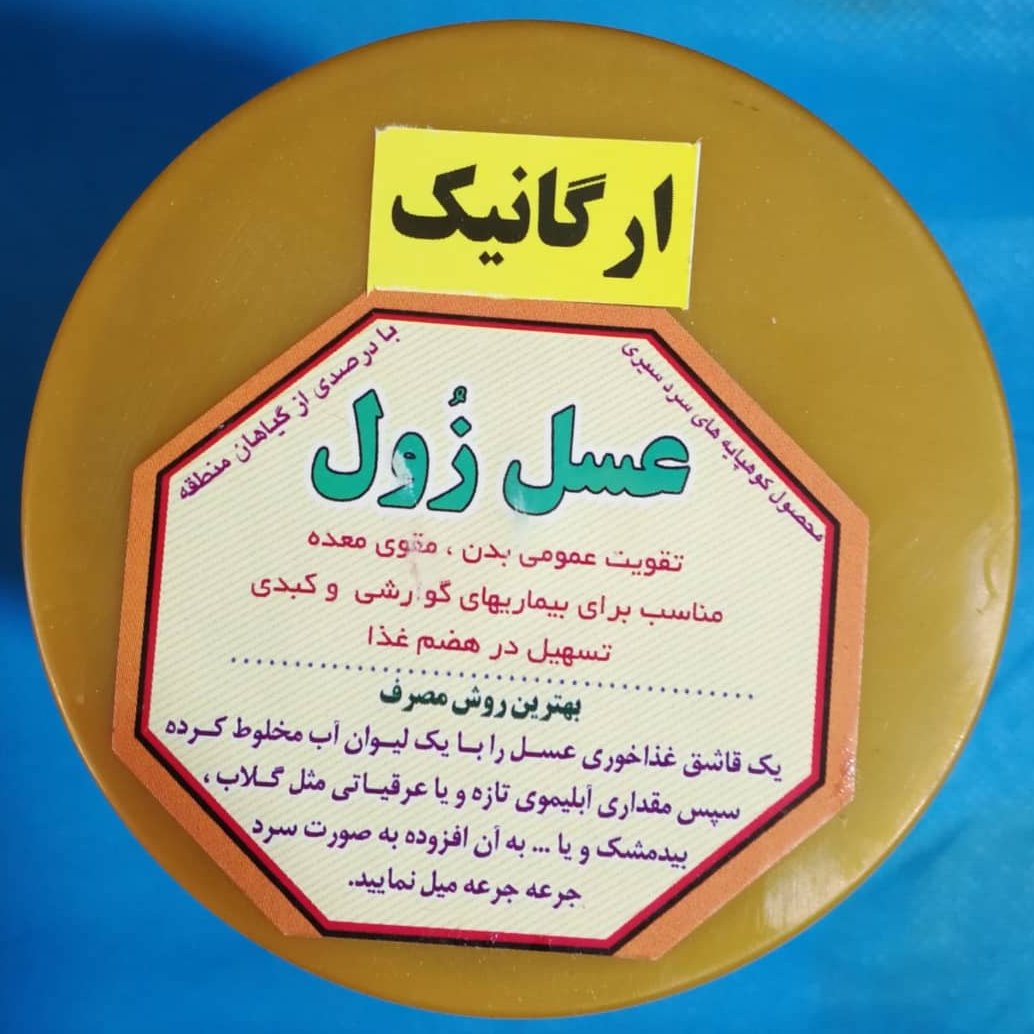 ارگانیک
محصول کوهپایه های سرد سیری
با درصدی از گیاهان منطقه
عسل زُول
تقویت عمومی بدن ، مقوی معده
مناسب برای بیماریهای گوارشی و کبدی
تسهیل در هضم غذا
بهترین روش مصرف
یک قاشق غذاخوری عسل را با یک لیوان آب مخلوط کرده
سپس مقداری آبلیموی تازه و یا عرقیاتی مثل گلاب ،
بیدمشک و یا ... به آن افزوده به صورت سرد
جرعه جرعه میل نمایید.